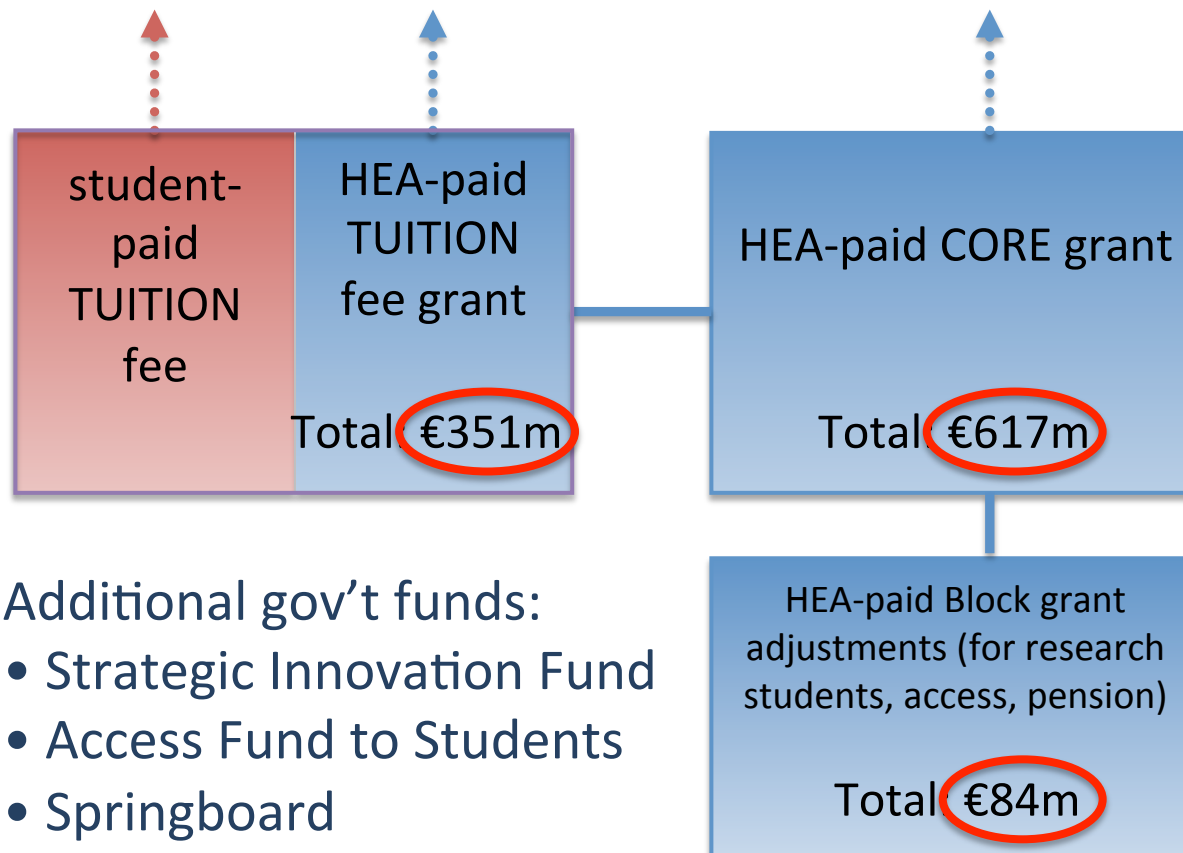 student-
paid
TUITION
fee
HEA-paid
TUITION
fee grant
Total: €351m
HEA-paid CORE grant
Total: €617m
HEA-paid Block grant
adjustments (for research
students, access, pension)
Total: €84m
Additional gov’t funds:
• Strategic Innovation Fund
• Access Fund to Students
• Springboard